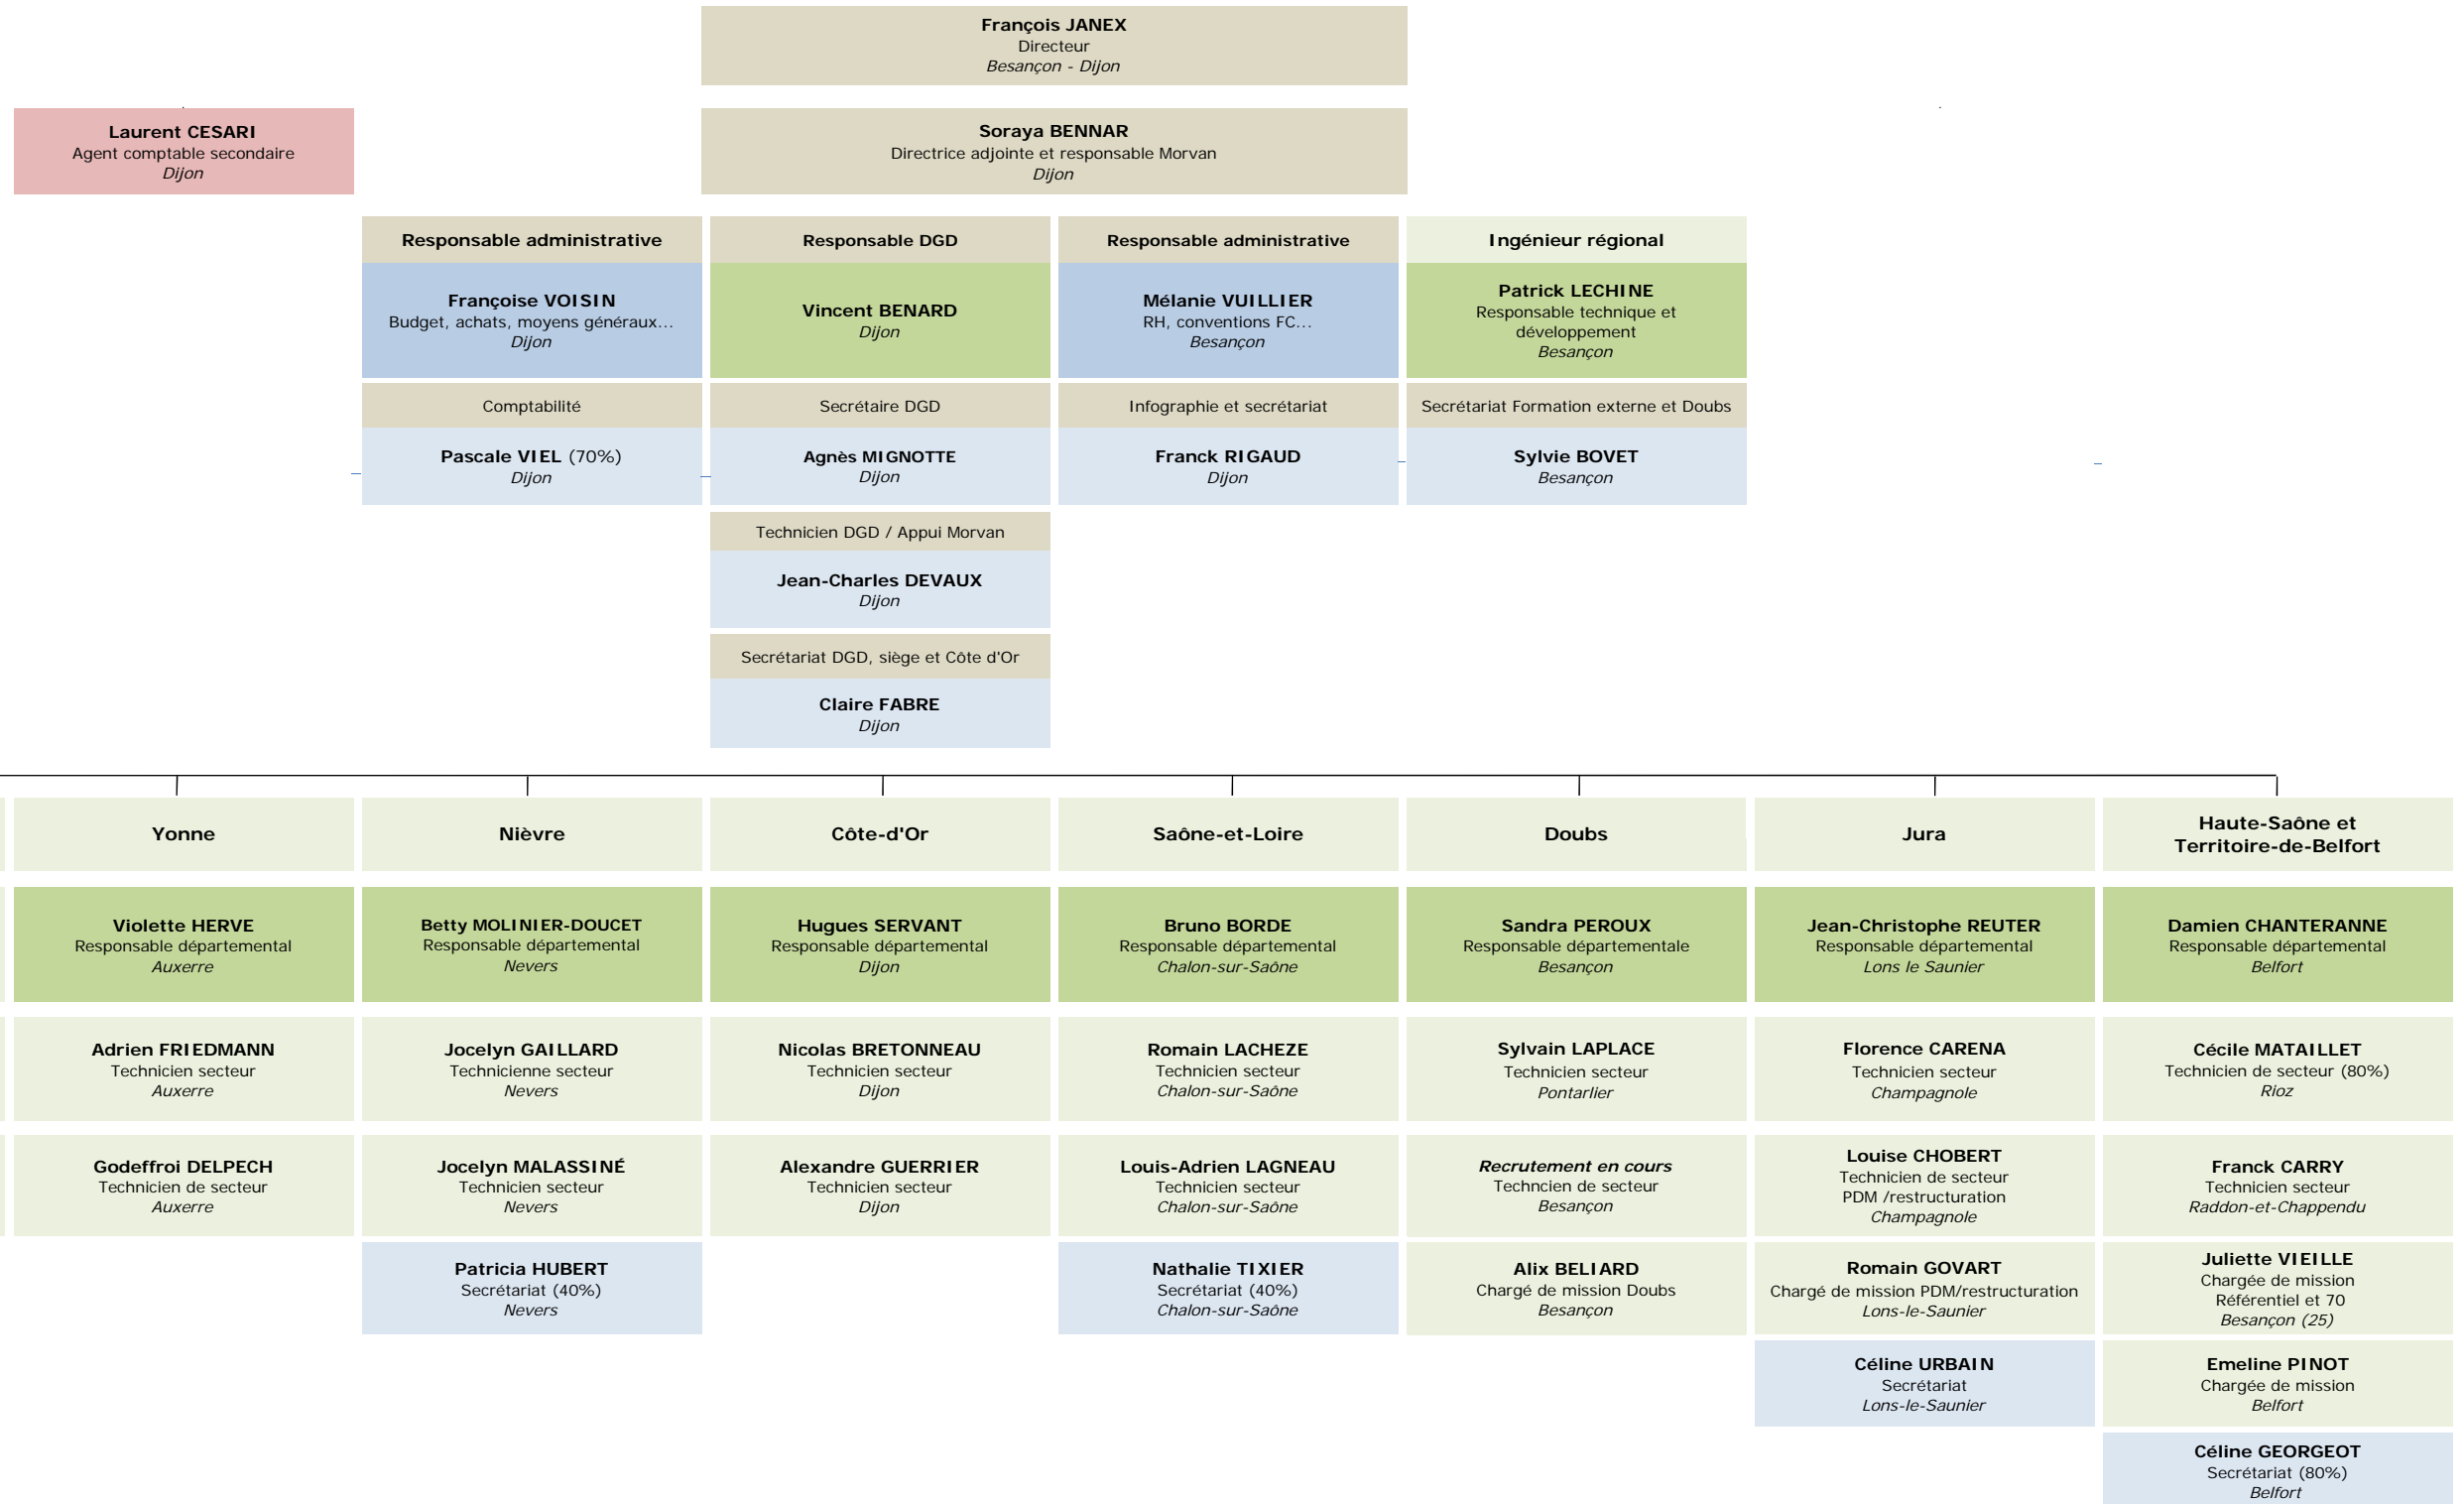 François JANEX
Directeur
Besançon - Dijon
Laurent CESARI
Agent comptable secondaire
Dijon
Soraya BENNAR
Directrice adjointe et responsable Morvan
Dijon
Responsable administrative
Françoise VOISIN
Budget, achats, moyens généraux...
Dijon
Comptabilité
Pascale VIEL (70%)
Dijon
Responsable DGD
Vincent BENARD
Dijon
Secrétaire DGD
Agnès MIGNOTTE
Dijon
Technicien DGD / Appui Morvan
Jean-Charles DEVAUX
Dijon
Secrétariat DGD, siège et Côte d'Or
Claire FABRE
Dijon
Responsable administrative
Mélanie VUILLIER
RH, conventions FC...
Besançon
Infographie et secrétariat
Franck RIGAUD
Dijon
Ingénieur régional
Patrick LECHINE
Responsable technique et
développement
Besançon
Secrétariat Formation externe et Doubs
Sylvie BOVET
Besançon
Yonne
Violette HERVE
Responsable départemental
Auxerre
Adrien FRIEDMANN
Technicien secteur
Auxerre
Godeffroi DELPECH
Technicien de secteur
Auxerre
Nièvre
Betty MOLINIER-DOUCET
Responsable départemental
Nevers
Jocelyn GAILLARD
Technicienne secteur
Nevers
Jocelyn MALASSINÉ
Technicien secteur
Nevers
Patricia HUBERT
Secrétariat (40%)
Nevers
Côte-d'Or
Hugues SERVANT
Responsable départemental
Dijon
Nicolas BRETONNEAU
Technicien secteur
Dijon
Alexandre GUERRIER
Technicien secteur
Dijon
Saône-et-Loire
Bruno BORDE
Responsable départemental
Chalon-sur-Saône
Romain LACHEZE
Technicien secteur
Chalon-sur-Saône
Louis-Adrien LAGNEAU
Technicien secteur
Chalon-sur-Saône
Nathalie TIXIER
Secrétariat (40%)
Chalon-sur-Saône
Doubs
Sandra PEROUX
Responsable départementale
Besançon
Sylvain LAPLACE
Technicien secteur
Pontarlier
Recrutement en cours
Techncien de secteur
Besançon
Alix BELIARD
Chargé de mission Doubs
Besançon
Jura
Jean-Christophe REUTER
Responsable départemental
Lons le Saunier
Florence CARENA
Technicien secteur
Champagnole
Louise CHOBERT
Technicien de secteur
PDM /restructuration
Champagnole
Romain GOVART
Chargé de mission PDM/restructuration
Lons-le-Saunier
Céline URBAIN
Secrétariat
Lons-le-Saunier
Haute-Saône et
Territoire-de-Belfort
Damien CHANTERANNE
Responsable départemental
Belfort
Cécile MATAILLET
Technicien de secteur (80%)
Rioz
Franck CARRY
Technicien secteur
Raddon-et-Chappendu
Juliette VIEILLE
Chargée de mission
Référentiel et 70
Besançon (25)
Emeline PINOT
Chargée de mission
Belfort
Céline GEORGEOT
Secrétariat (80%)
Belfort